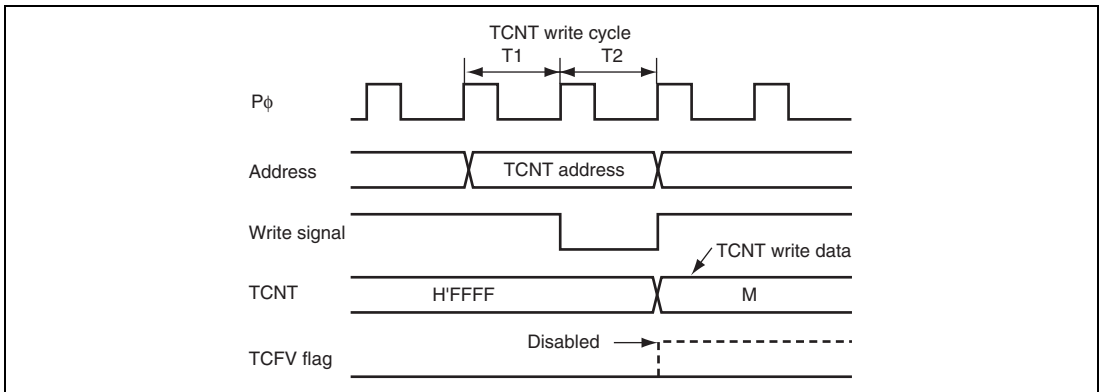 TCNT write cycle
T1 T2
Pφ
Address TCNT address
Write signal
TCNT write data
TCNT H'FFFF M
Disabled
TCFV flag